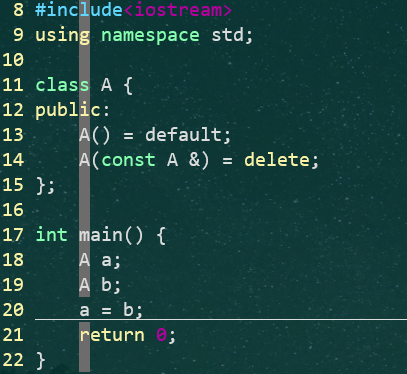 8 #include<iostream>
9 using namespace std;
10
11 class A {
12 public:
13     A() = default;
14     A(const A &) = delete;
15 };
16
17 int main() {
18     A a;
19     A b;
20     a = b;
21     return 0;
22 }